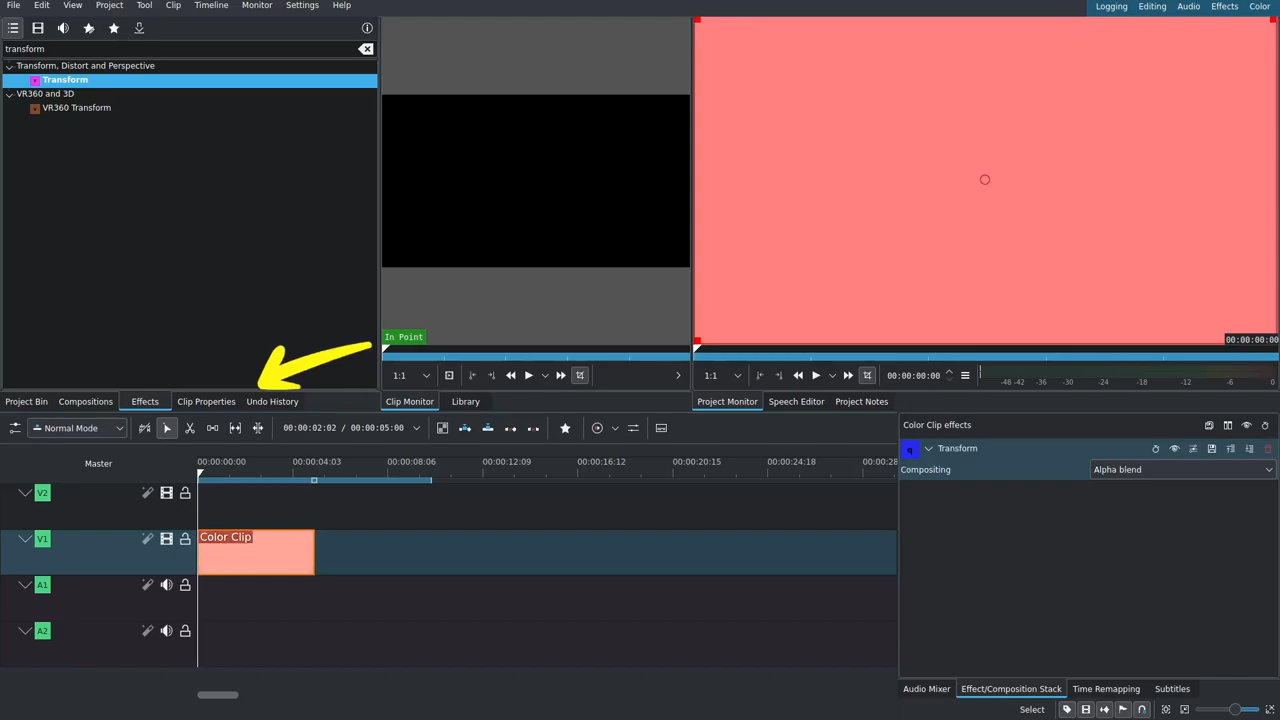 File Edit View Project Tool Clip Timeline Monitor Settings Help
Logging Editing Audio Effects Color
transform
Transform, Distort and Perspective
Transform
VR360 and 3D
VR360 Transform
In Point
00:00:00:00
1:1
1:1 00:00:00:00
-48 -42 -36 -30 -24 -18 -12 -6 0
Project Bin Compositions Effects Clip Properties Undo History
Clip Monitor Library
Project Monitor Speech Editor Project Notes
Normal Mode 00:00:02:02 / 00:00:05:00
Color Clip effects
q Transform
Compositing Alpha blend
Master 00:00:00:00 00:00:04:03 00:00:08:06 00:00:12:09 00:00:16:12 00:00:20:15 00:00:24:18 00:00:28
V2
V1 Color Clip
A1
A2
Audio Mixer Effect/Composition Stack Time Remapping Subtitles
Select